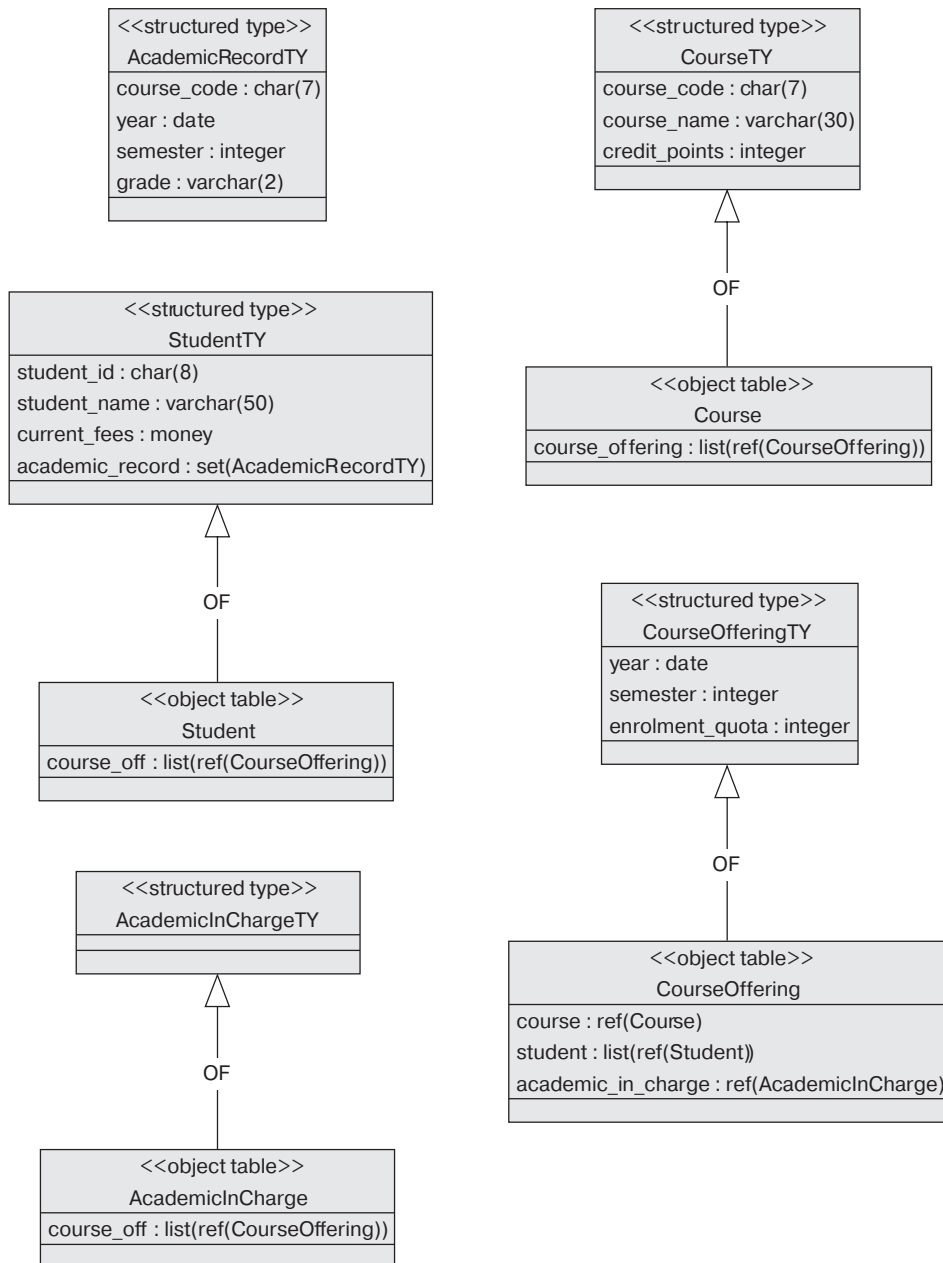 <<structured type>>
AcademicRecordTY
course_code : char(7)
year : date
semester : integer
grade : varchar(2)
<<structured type>>
CourseTY
course_code : char(7)
course_name : varchar(30)
credit_points : integer
OF
<<structured type>>
StudentTY
student_id : char(8)
student_name : varchar(50)
current_fees : money
academic_record : set(AcademicRecordTY)
<<object table>>
Course
course_offering : list(ref(CourseOffering))
OF
<<object table>>
Student
course_off : list(ref(CourseOffering))
<<structured type>>
CourseOfferingTY
year : date
semester : integer
enrolment_quota : integer
OF
<<structured type>>
AcademicInChargeTY
OF
<<object table>>
AcademicInCharge
course_off : list(ref(CourseOffering))
<<object table>>
CourseOffering
course : ref(Course)
student : list(ref(Student))
academic_in_charge : ref(AcademicInCharge)